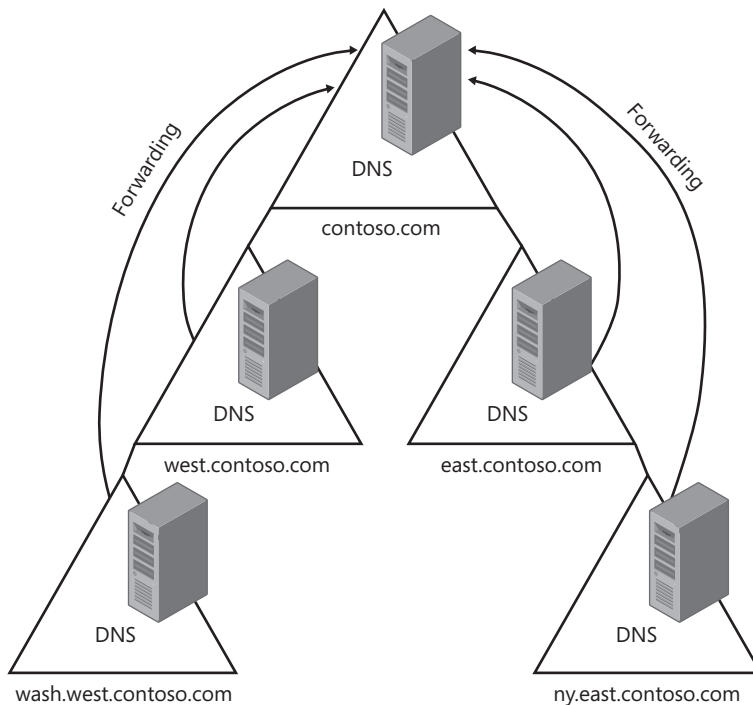 Forwarding
Forwarding
DNS
contoso.com
DNS
DNS
west.contoso.com
east.contoso.com
DNS
DNS
wash.west.contoso.com
ny.east.contoso.com